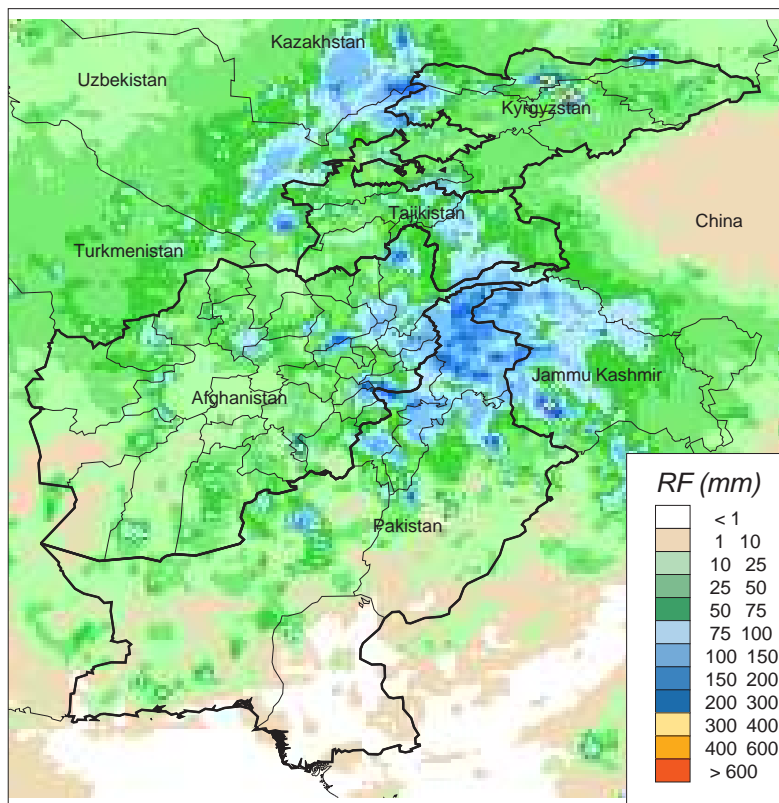 Kazakhstan
Uzbekistan
Kyrgyzstan
Tajikistan
China
Turkmenistan
Jammu Kashmir
Afghanistan
Pakistan
RF (mm)
< 1
1 10
10 25
25 50
50 75
75 100
100 150
150 200
200 300
300 400
400 600
> 600